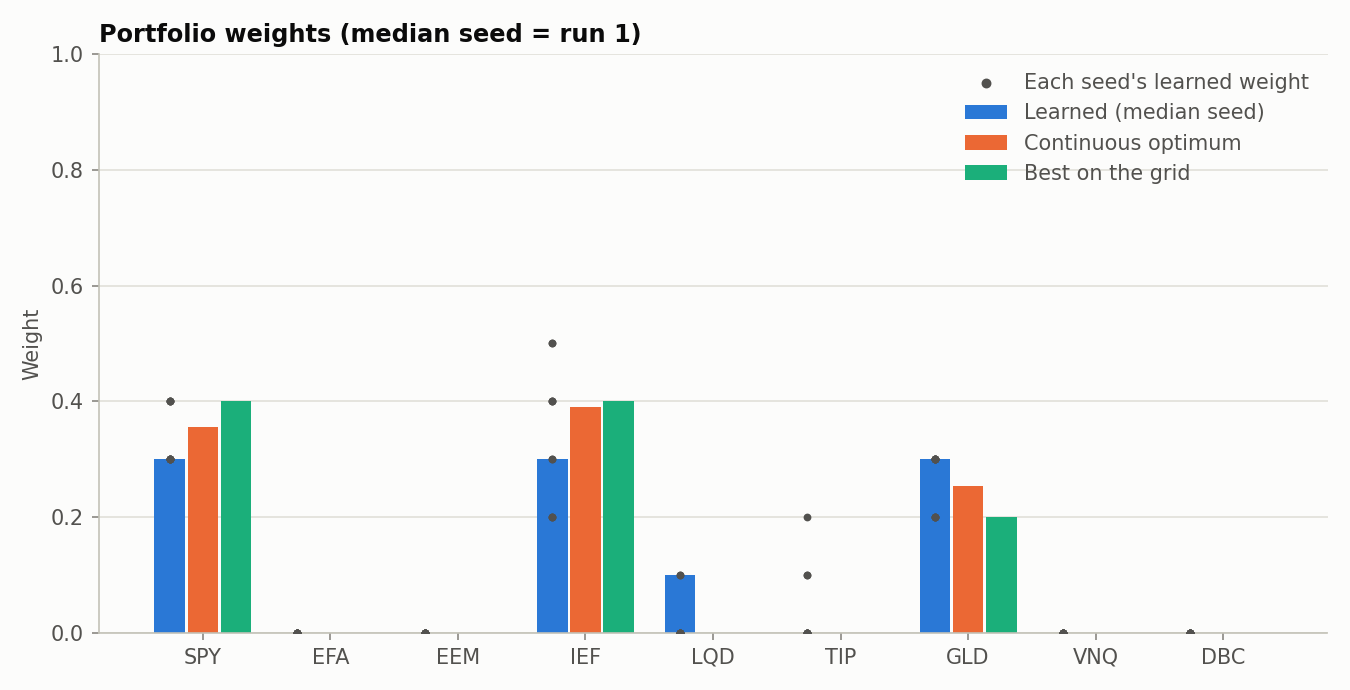 Portfolio weights (median seed = run 1)
1.0
0.8
0.6
0.4
0.2
0.0
Weight
Each seed's learned weight
Learned (median seed)
Continuous optimum
Best on the grid
SPY EFA EEM IEF LQD TIP GLD VNQ DBC